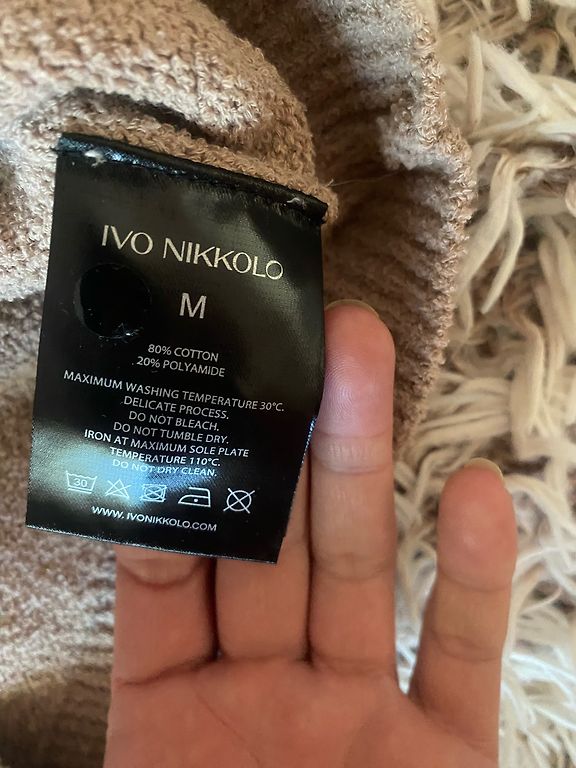 IVO NIKKOLO
M
80% COTTON
20% POLYAMIDE
MAXIMUM WASHING TEMPERATURE 30°C.
DELICATE PROCESS.
DO NOT BLEACH.
DO NOT TUMBLE DRY.
IRON AT MAXIMUM SOLE PLATE
TEMPERATURE 110°C.
DO NOT DRY CLEAN.
30
WWW.IVONIKKOLO.COM